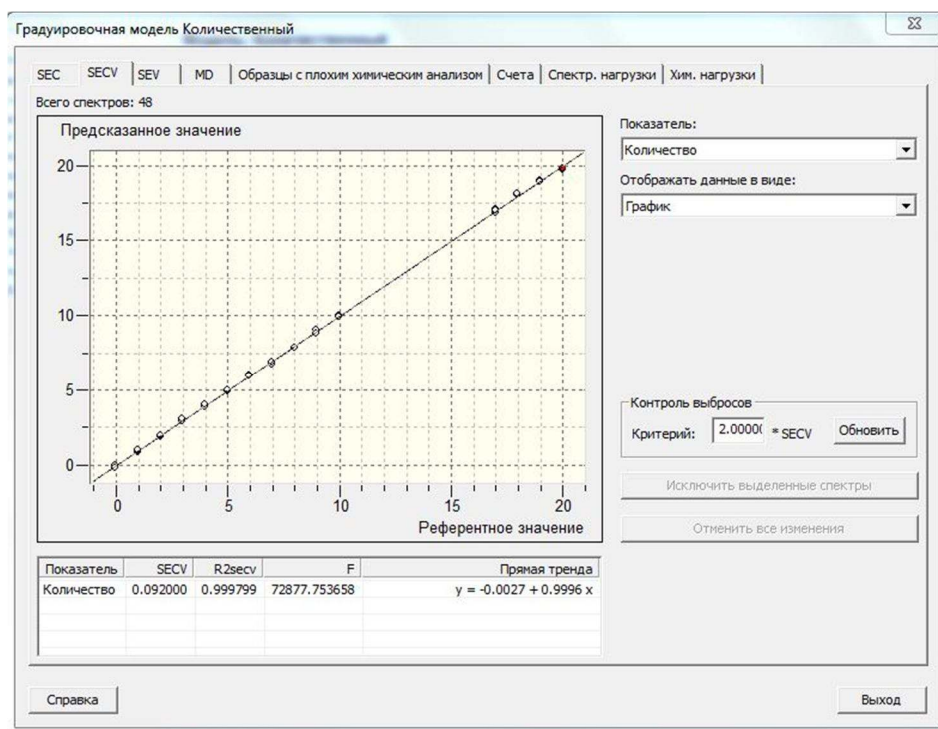 Градуировочная модель Количественный
SEC SECV SEV MD Образцы с плохим химическим анализом Счета Спектр. нагрузки Хим. нагрузки
Всего спектров: 48
Предсказанное значение
20
15
10
5
0
0 5 10 15 20
Референтное значение
Показатель:
Количество
Отображать данные в виде:
График
Контроль выбросов
Критерий: 2.0000 * SECV Обновить
Исключить выделенные спектры
Отменить все изменения
Показатель SECV R2secv F Прямая тренда
Количество 0.092000 0.999799 72877.753658 y = -0.0027 + 0.9996 x
Справка Выход